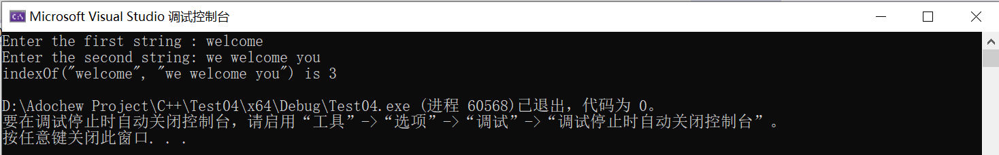 Microsoft Visual Studio 调试控制台
Enter the first string : welcome
Enter the second string: we welcome you
indexOf("welcome", "we welcome you") is 3
D:\Adochew Project\C++\Test04\x64\Debug\Test04.exe (进程 60568)已退出，代码为 0。
要在调试停止时自动关闭控制台，请启用“工具”->“选项”->“调试”->“调试停止时自动关闭控制台”。
按任意键关闭此窗口. . .